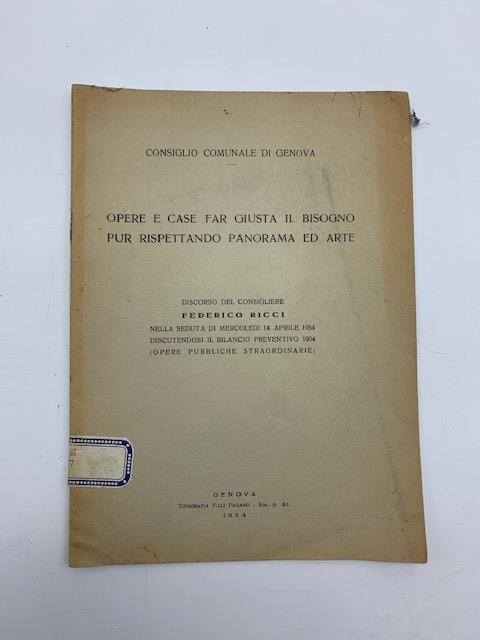 CONSIGLIO COMUNALE DI GENOVA
OPERE E CASE FAR GIUSTA IL BISOGNO
PUR RISPETTANDO PANORAMA ED ARTE
DISCORSO DEL CONSIGLIERE
FEDERICO RICCI
NELLA SEDUTA DI MERCOLEDI 14 APRILE 1954
DISCUTENDOSI IL BILANCIO PREVENTIVO 1954
(OPERE PUBBLICHE STRAORDINARIE)
GENOVA
TIPOGRAFIA F.LLI PAGANO - SOC. P. AZ.
1954